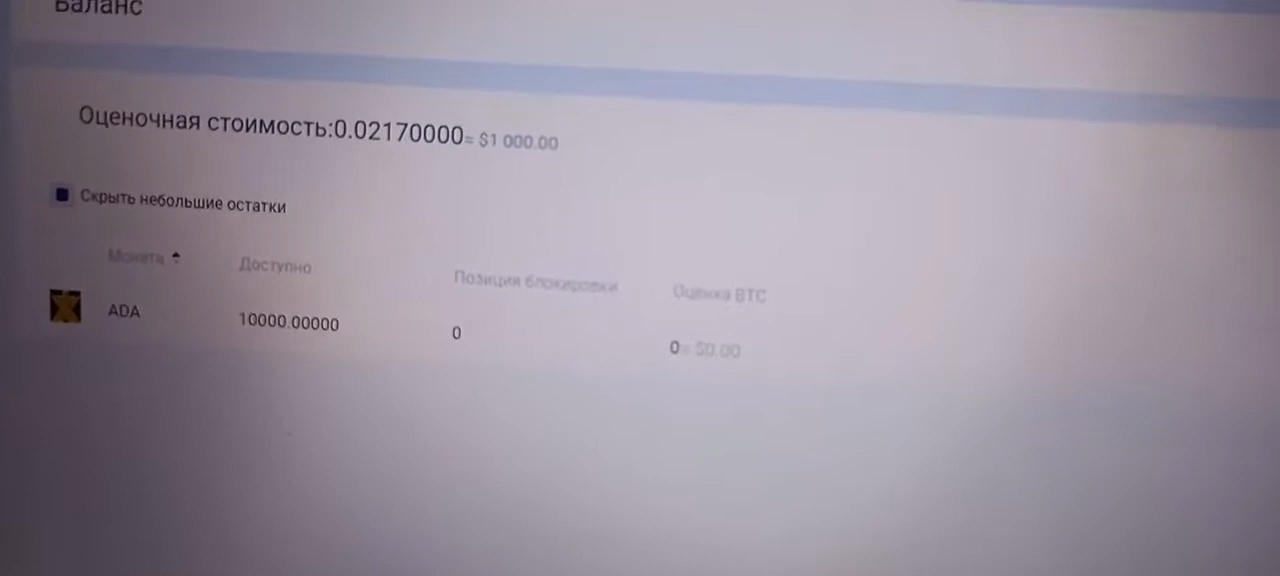 Баланс
Оценочная стоимость:0.02170000≈ $1 000.00
Скрыть небольшие остатки
Монета Доступно Позиция блокировки Оценка BTC
ADA 10000.00000 0 0≈ $0.00